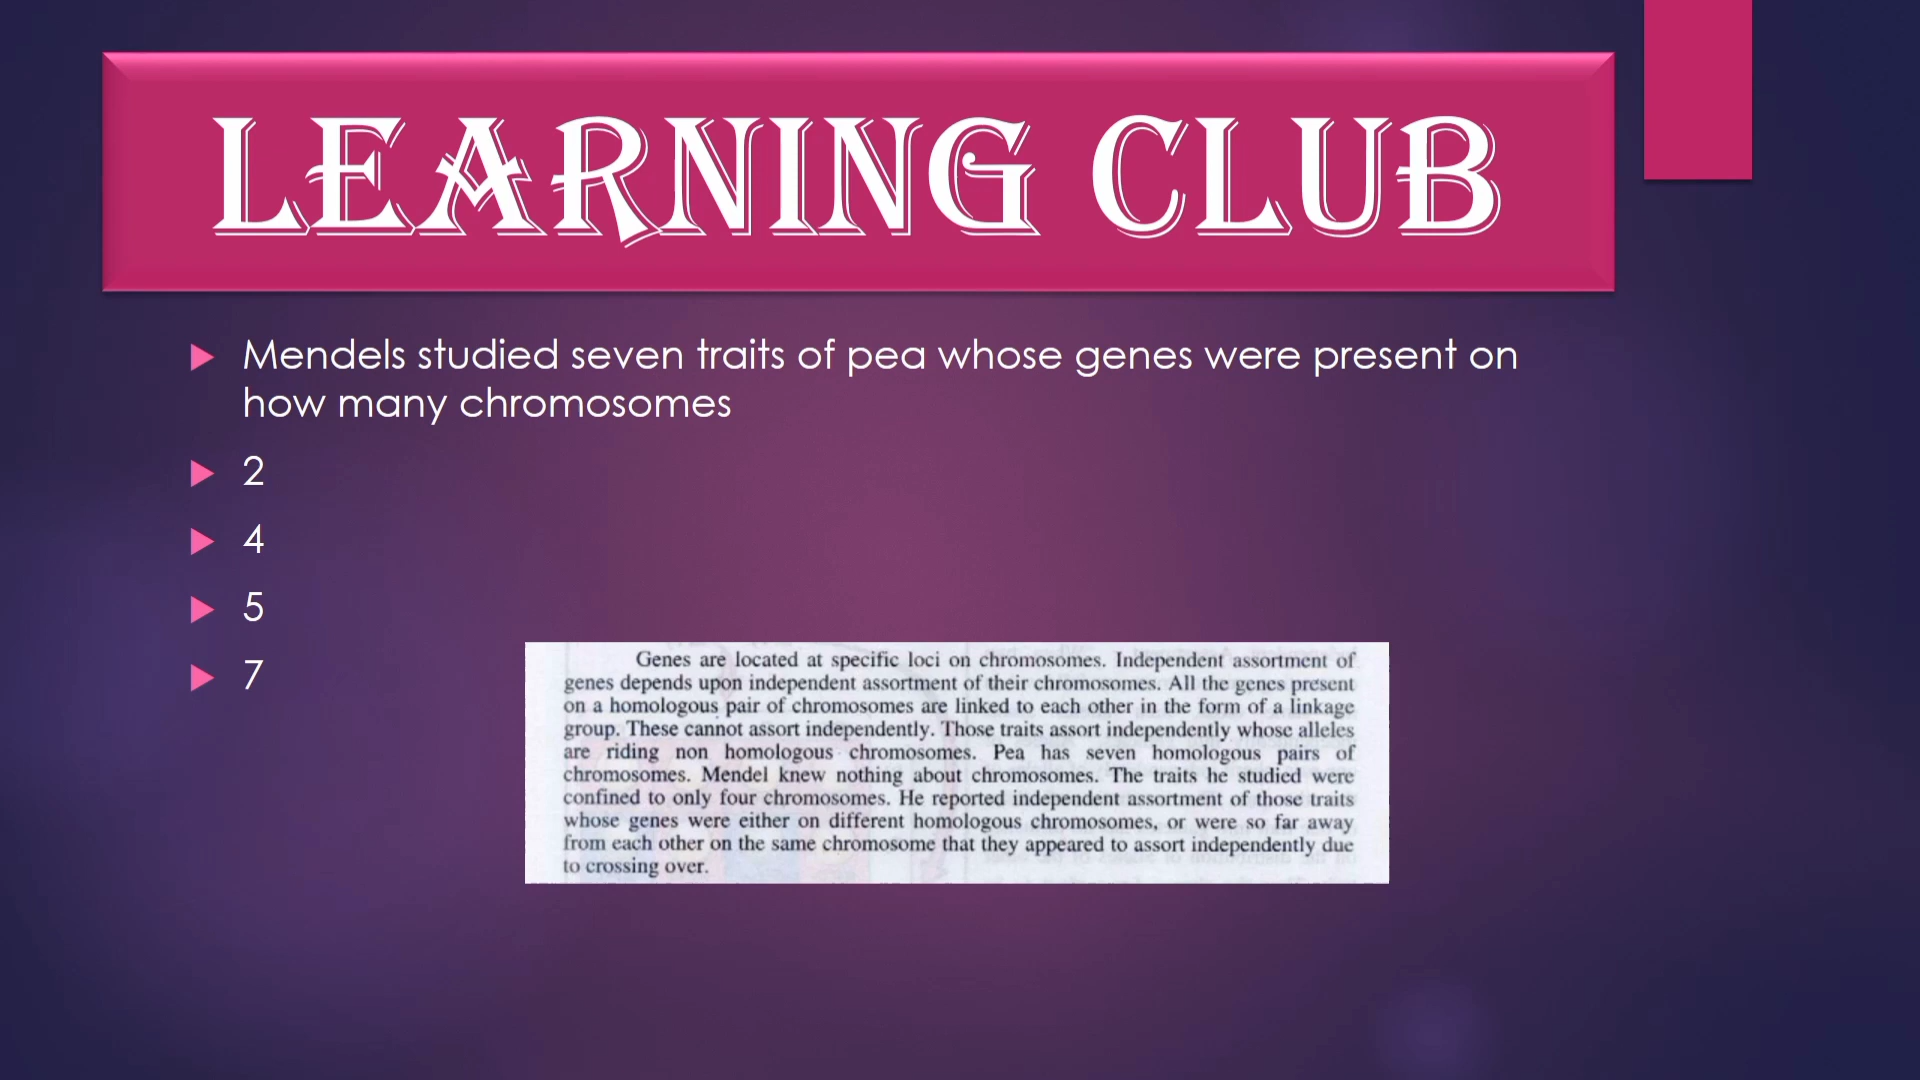 LEARNING CLUB
Mendels studied seven traits of pea whose genes were present on
how many chromosomes
2
4
5
7
Genes are located at specific loci on chromosomes. Independent assortment of
genes depends upon independent assortment of their chromosomes. All the genes present
on a homologous pair of chromosomes are linked to each other in the form of a linkage
group. These cannot assort independently. Those traits assort independently whose alleles
are riding non homologous chromosomes. Pea has seven homologous pairs of
chromosomes. Mendel knew nothing about chromosomes. The traits he studied were
confined to only four chromosomes. He reported independent assortment of those traits
whose genes were either on different homologous chromosomes, or were so far away
from each other on the same chromosome that they appeared to assort independently due
to crossing over.